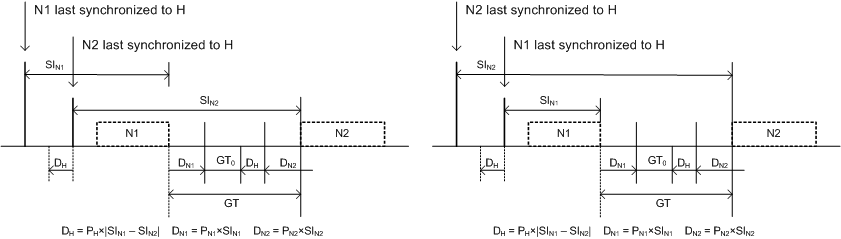 N1 last synchronized to H
N2 last synchronized to H
SIN1
SIN2
N1
N2
DH
DN1
GT0
DH
DN2
GT
DH = PH×|SIN1 – SIN2| DN1 = PN1×SIN1 DN2 = PN2×SIN2
N2 last synchronized to H
N1 last synchronized to H
SIN2
SIN1
N1
N2
DH
DN1
GT0
DH
DN2
GT
DH = PH×|SIN1 – SIN2| DN1 = PN1×SIN1 DN2 = PN2×SIN2